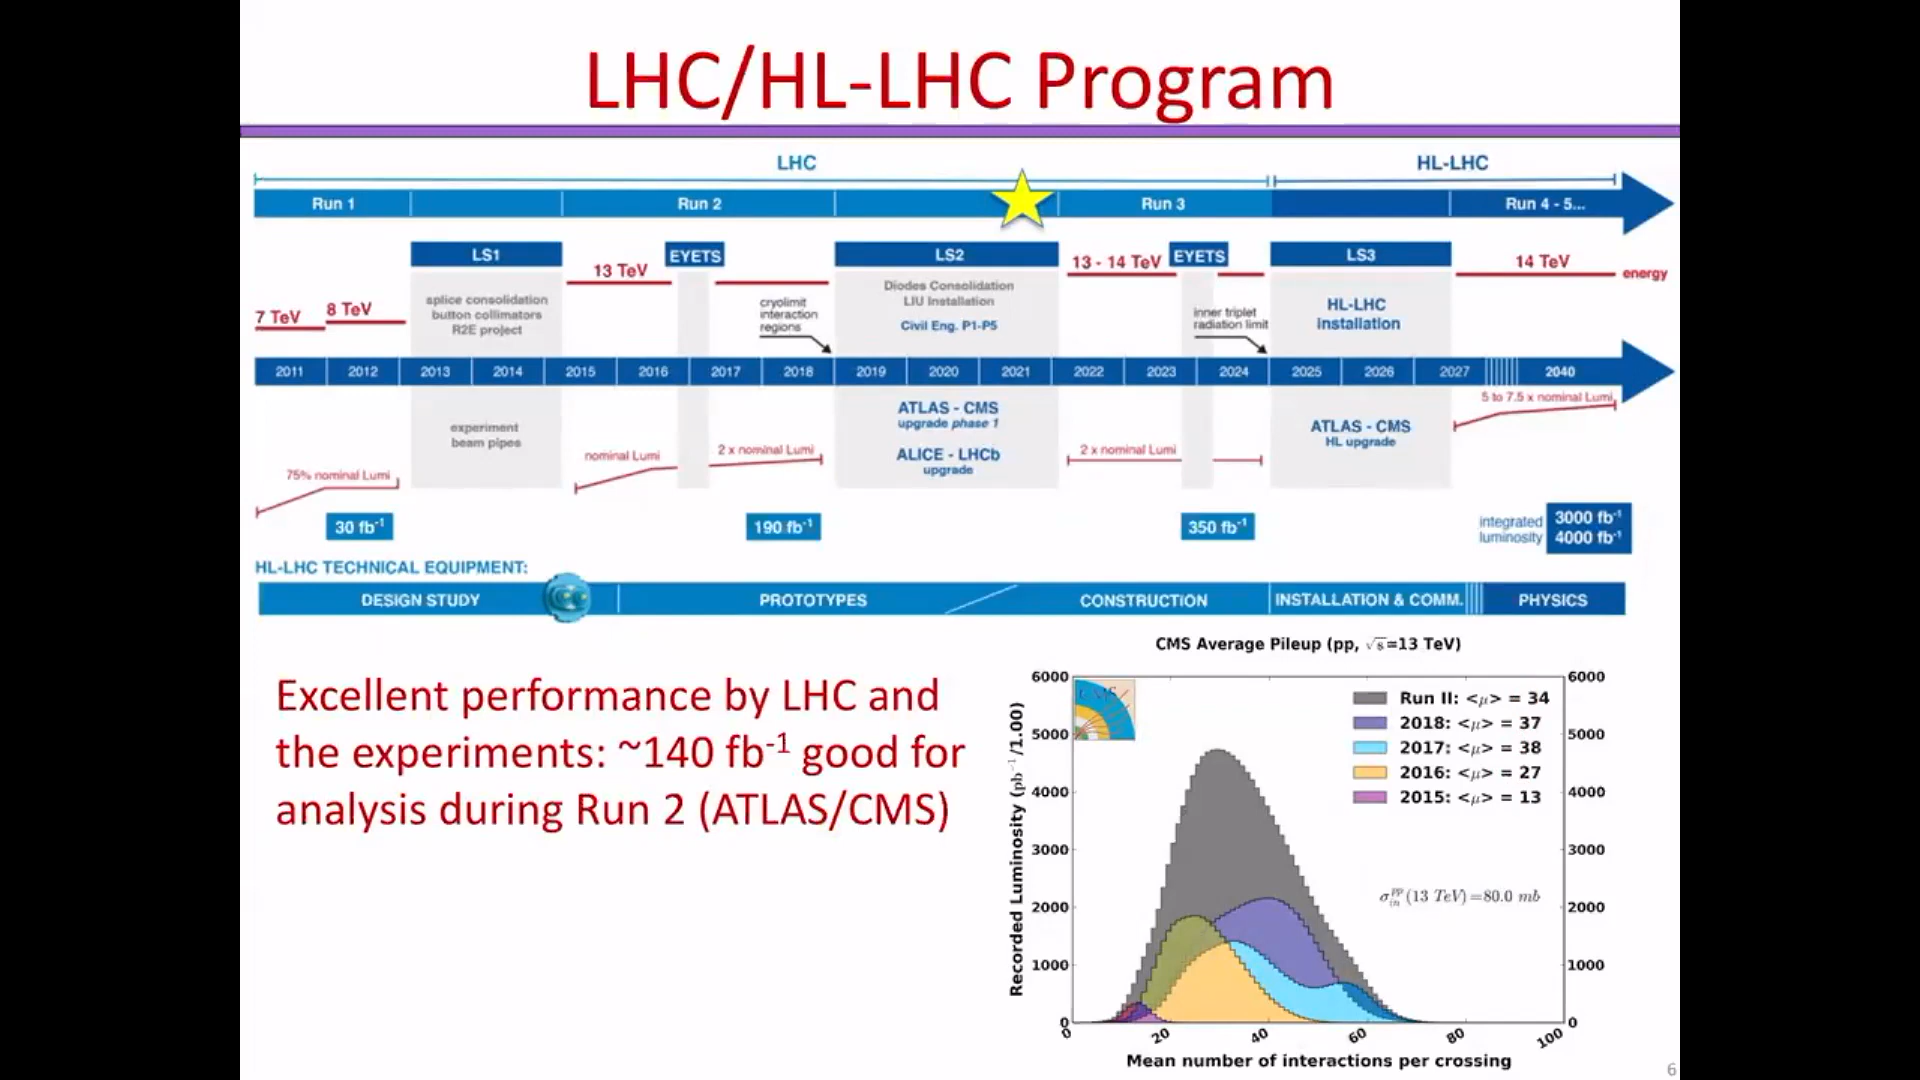 LHC/HL-LHC Program
LHC
HL-LHC
Run 1
Run 2
Run 3
Run 4 - 5...
LS1
EYETS
LS2
EYETS
LS3
7 TeV
8 TeV
13 TeV
13 - 14 TeV
14 TeV
energy
splice consolidation
button collimators
R2E project
cryolimit
interaction
regions
Diodes Consolidation
LIU Installation
Civil Eng. P1-P5
inner triplet
radiation limit
HL-LHC
installation
2011 2012 2013 2014 2015 2016 2017 2018 2019 2020 2021 2022 2023 2024 2025 2026 2027 2040
experiment
beam pipes
75% nominal Lumi
nominal Lumi
2 x nominal Lumi
ATLAS - CMS
upgrade phase 1
ALICE - LHCb
upgrade
2 x nominal Lumi
ATLAS - CMS
HL upgrade
5 to 7.5 x nominal Lumi
30 fb⁻¹
190 fb⁻¹
350 fb⁻¹
integrated
luminosity
3000 fb⁻¹
4000 fb⁻¹
HL-LHC TECHNICAL EQUIPMENT:
DESIGN STUDY
PROTOTYPES
CONSTRUCTION
INSTALLATION & COMM.
PHYSICS
Excellent performance by LHC and
the experiments: ~140 fb⁻¹ good for
analysis during Run 2 (ATLAS/CMS)
CMS Average Pileup (pp, √s=13 TeV)
CMS
Run II: <μ> = 34
2018: <μ> = 37
2017: <μ> = 38
2016: <μ> = 27
2015: <μ> = 13
σ_in^pp (13 TeV)=80.0 mb
Recorded Luminosity (pb⁻¹/1.00)
6000
5000
4000
3000
2000
1000
0
6000
5000
4000
3000
2000
1000
0
0 20 40 60 80 100
Mean number of interactions per crossing
6